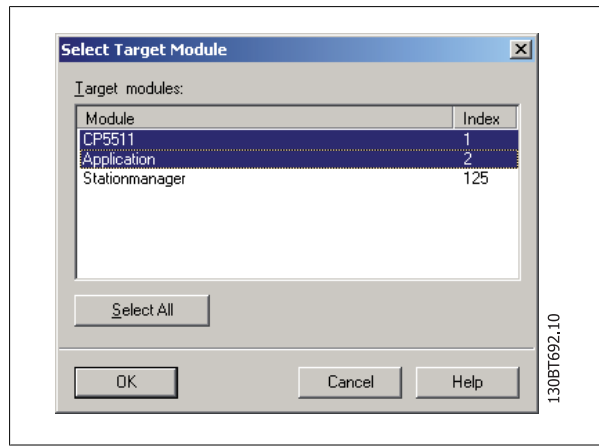 Select Target Module
Target modules:
Module Index
CP5511 1
Application 2
Stationmanager 125
Select All
OK Cancel Help
130BT692.10